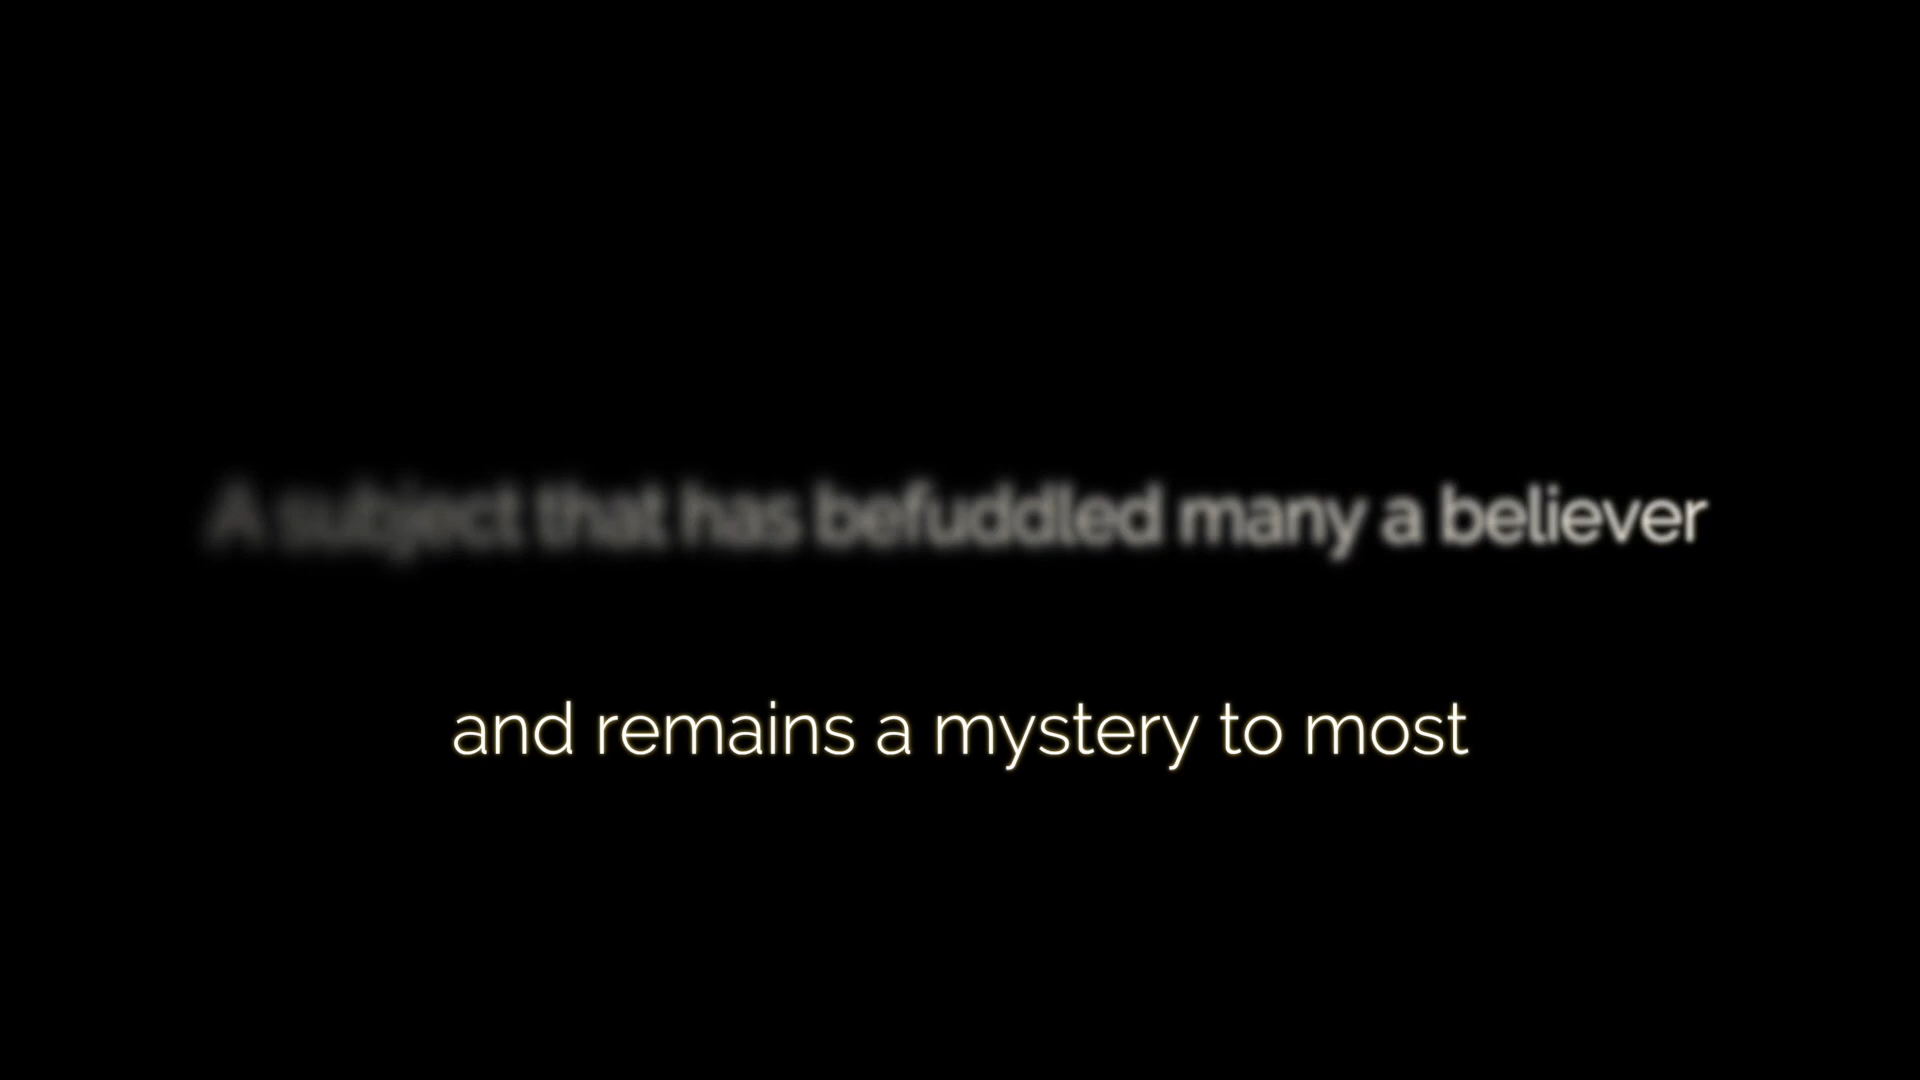 A subject that has befuddled many a believer
and remains a mystery to most